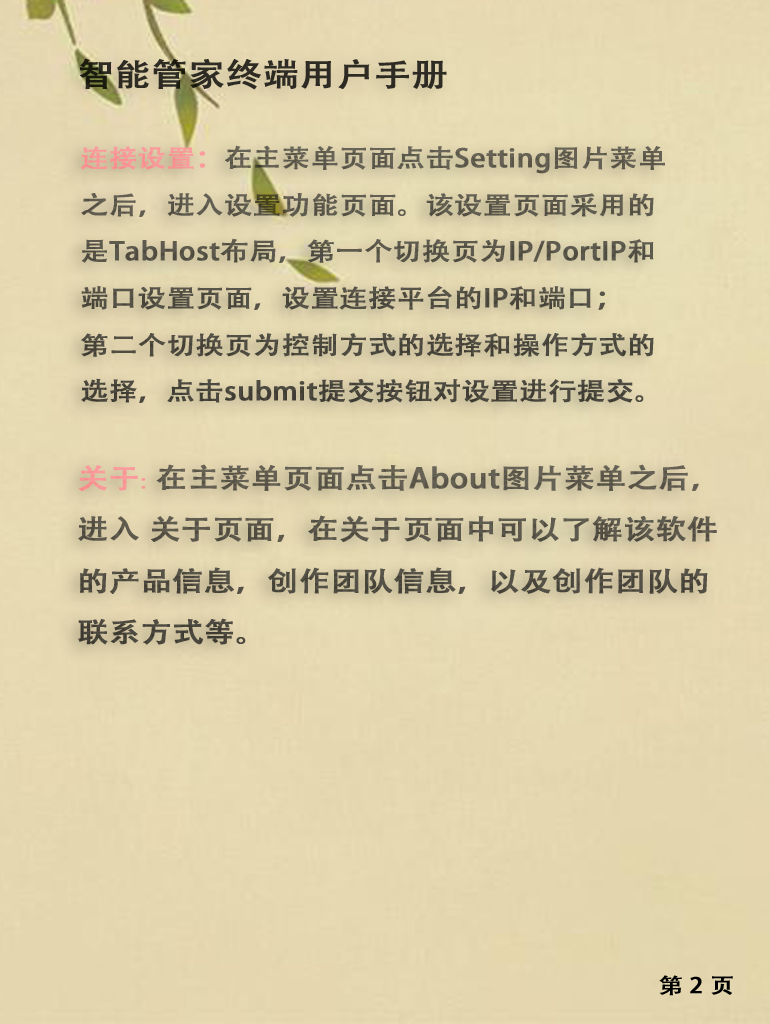 智能管家终端用户手册
连接设置：在主菜单页面点击Setting图片菜单
之后，进入设置功能页面。该设置页面采用的
是TabHost布局，第一个切换页为IP/PortIP和
端口设置页面，设置连接平台的IP和端口；
第二个切换页为控制方式的选择和操作方式的
选择，点击submit提交按钮对设置进行提交。
关于: 在主菜单页面点击About图片菜单之后，
进入 关于页面，在关于页面中可以了解该软件
的产品信息，创作团队信息，以及创作团队的
联系方式等。
第 2 页